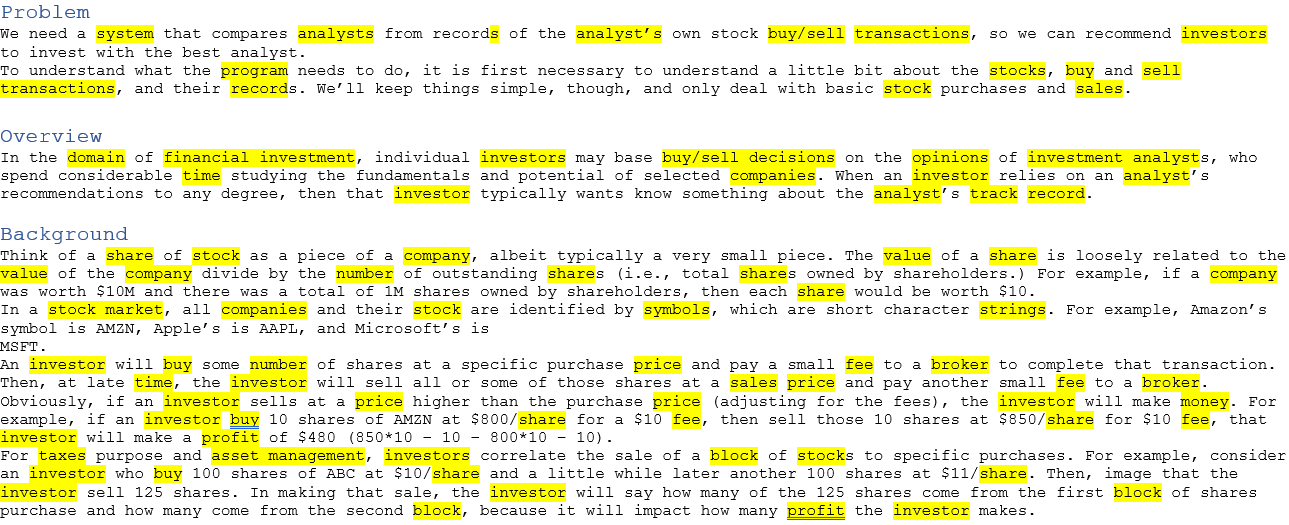 Problem
We need a system that compares analysts from records of the analyst's own stock buy/sell transactions, so we can recommend investors
to invest with the best analyst.
To understand what the program needs to do, it is first necessary to understand a little bit about the stocks, buy and sell
transactions, and their records. We'll keep things simple, though, and only deal with basic stock purchases and sales.
Overview
In the domain of financial investment, individual investors may base buy/sell decisions on the opinions of investment analysts, who
spend considerable time studying the fundamentals and potential of selected companies. When an investor relies on an analyst's
recommendations to any degree, then that investor typically wants know something about the analyst's track record.
Background
Think of a share of stock as a piece of a company, albeit typically a very small piece. The value of a share is loosely related to the
value of the company divide by the number of outstanding shares (i.e., total shares owned by shareholders.) For example, if a company
was worth $10M and there was a total of 1M shares owned by shareholders, then each share would be worth $10.
In a stock market, all companies and their stock are identified by symbols, which are short character strings. For example, Amazon's
symbol is AMZN, Apple's is AAPL, and Microsoft's is
MSFT.
An investor will buy some number of shares at a specific purchase price and pay a small fee to a broker to complete that transaction.
Then, at late time, the investor will sell all or some of those shares at a sales price and pay another small fee to a broker.
Obviously, if an investor sells at a price higher than the purchase price (adjusting for the fees), the investor will make money. For
example, if an investor buy 10 shares of AMZN at $800/share for a $10 fee, then sell those 10 shares at $850/share for $10 fee, that
investor will make a profit of $480 (850*10 – 10 – 800*10 – 10).
For taxes purpose and asset management, investors correlate the sale of a block of stocks to specific purchases. For example, consider
an investor who buy 100 shares of ABC at $10/share and a little while later another 100 shares at $11/share. Then, image that the
investor sell 125 shares. In making that sale, the investor will say how many of the 125 shares come from the first block of shares
purchase and how many come from the second block, because it will impact how many profit the investor makes.